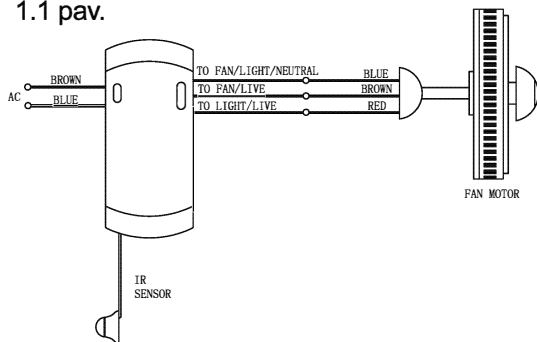 1.1 pav.
TO FAN/LIGHT/NEUTRAL
BLUE
BROWN
TO FAN/LIVE
BROWN
AC
BLUE
TO LIGHT/LIVE
RED
FAN MOTOR
IR
SENSOR